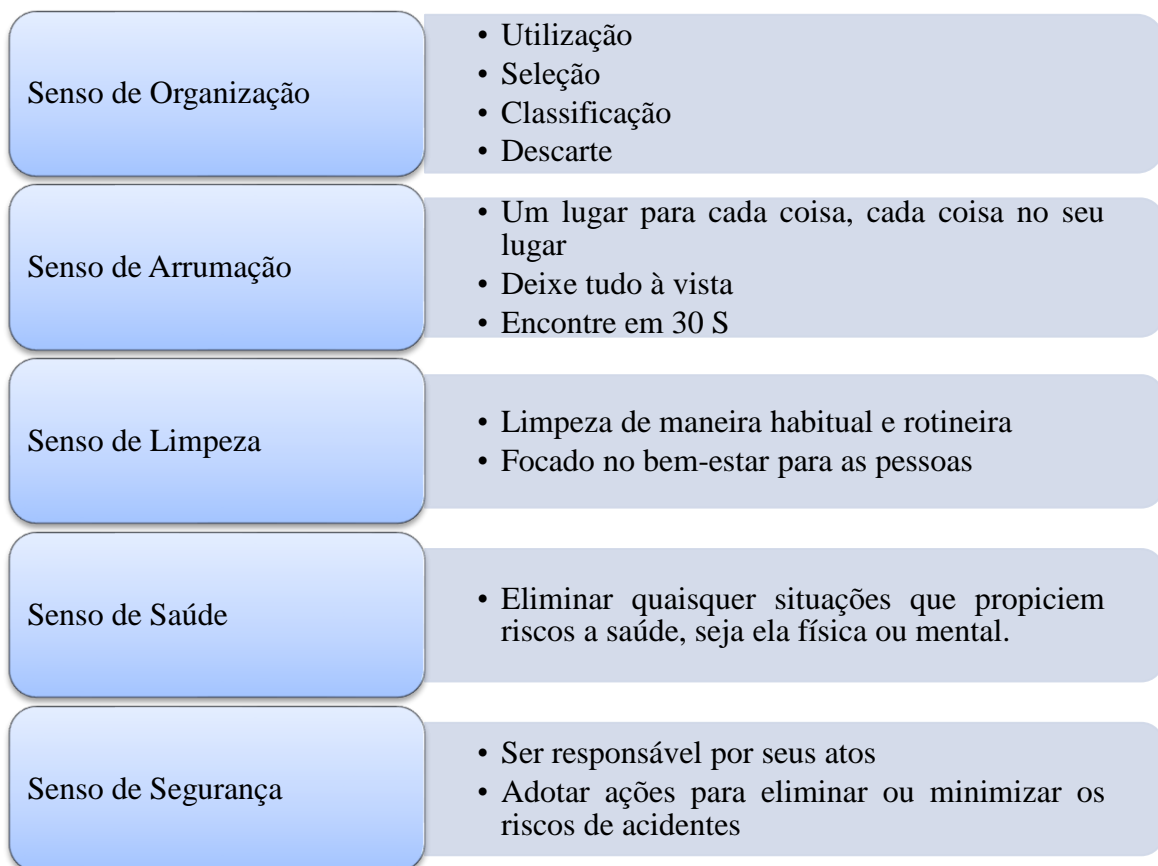 Senso de Organização
• Utilização
• Seleção
• Classificação
• Descarte
Senso de Arrumação
• Um lugar para cada coisa, cada coisa no seu
lugar
• Deixe tudo à vista
• Encontre em 30 S
Senso de Limpeza
• Limpeza de maneira habitual e rotineira
• Focado no bem-estar para as pessoas
Senso de Saúde
• Eliminar quaisquer situações que propiciem
riscos a saúde, seja ela física ou mental.
Senso de Segurança
• Ser responsável por seus atos
• Adotar ações para eliminar ou minimizar os
riscos de acidentes